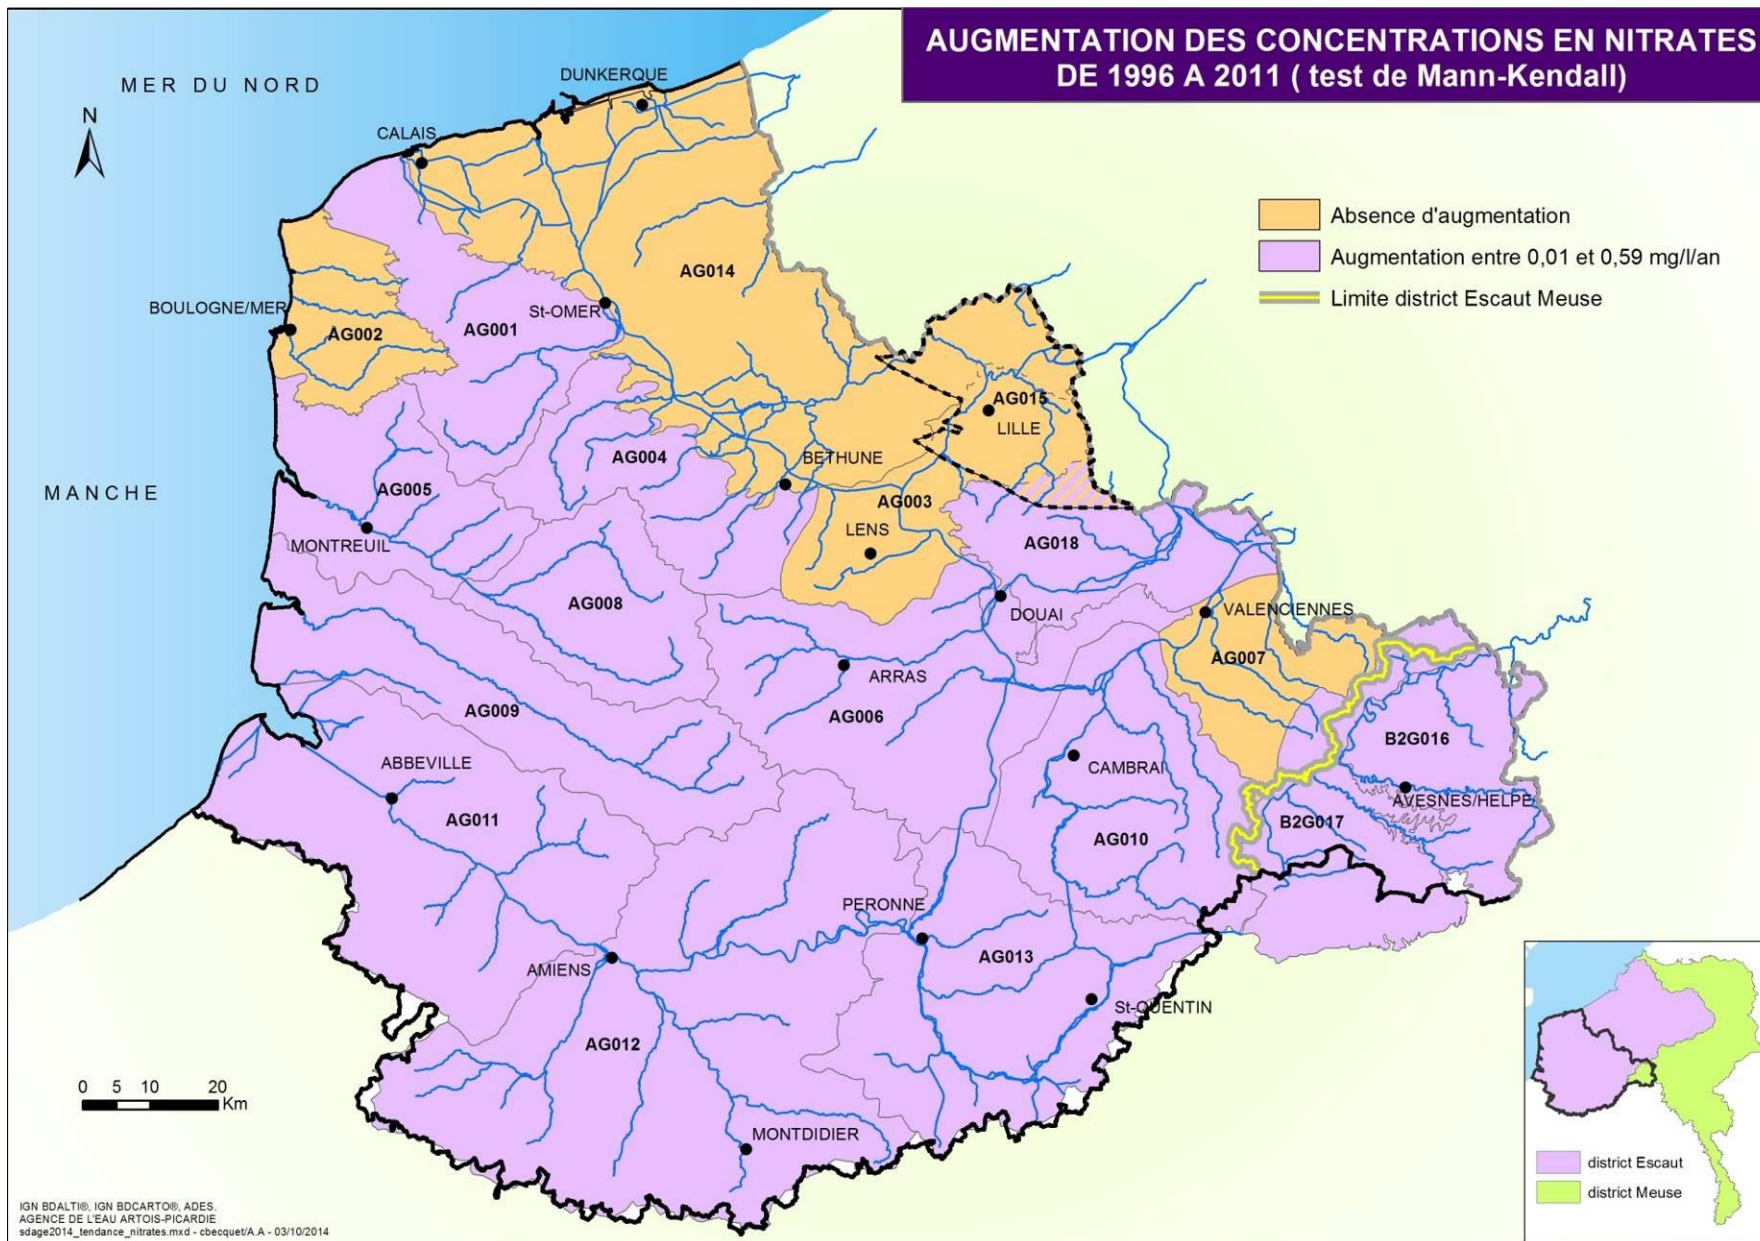 AUGMENTATION DES CONCENTRATIONS EN NITRATES
DE 1996 A 2011 ( test de Mann-Kendall)
MER DU NORD
DUNKERQUE
N
CALAIS
Absence d'augmentation
Augmentation entre 0,01 et 0,59 mg/l/an
Limite district Escaut Meuse
AG014
BOULOGNE/MER
St-OMER
AG002
AG001
AG015
LILLE
AG004
BETHUNE
MANCHE
AG005
AG003
LENS
AG018
MONTREUIL
AG008
DOUAI
VALENCIENNES
AG007
ARRAS
AG009
AG006
B2G016
ABBEVILLE
CAMBRAI
AVESNES/HELPE
AG011
B2G017
AG010
PERONNE
AG013
AMIENS
St-QUENTIN
AG012
0 5 10 20
Km
MONTDIDIER
district Escaut
district Meuse
IGN BDALTI®, IGN BDCARTO®, ADES.
AGENCE DE L'EAU ARTOIS-PICARDIE
sdage2014_tendance_nitrates.mxd - cbecquet/A.A - 03/10/2014